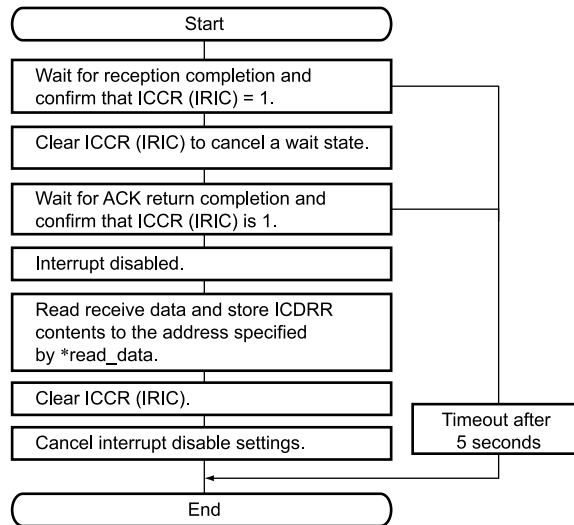 Start
Wait for reception completion and
confirm that ICCR (IRIC) = 1.
Clear ICCR (IRIC) to cancel a wait state.
Wait for ACK return completion and
confirm that ICCR (IRIC) is 1.
Interrupt disabled.
Read receive data and store ICDRR
contents to the address specified
by *read_data.
Clear ICCR (IRIC).
Cancel interrupt disable settings.
Timeout after
5 seconds
End